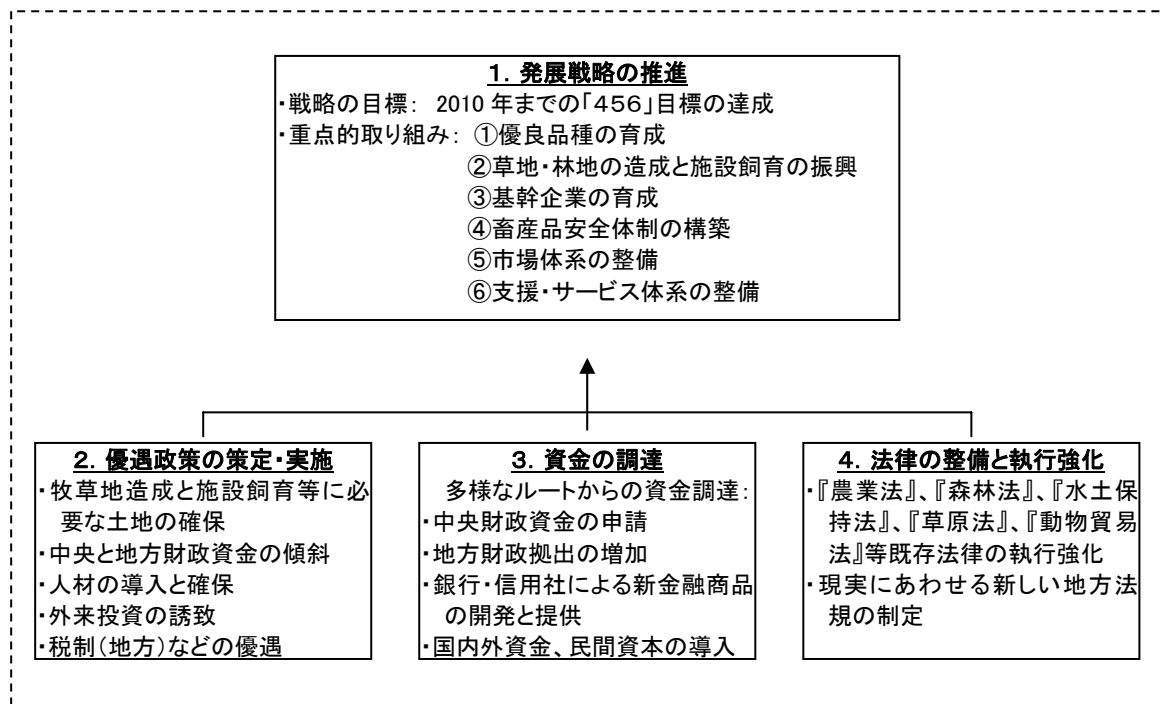 1．発展戦略の推進
・戦略の目標： 2010年までの「456」目標の達成
・重点的取り組み： ①優良品種の育成
②草地・林地の造成と施設飼育の振興
③基幹企業の育成
④畜産品安全体制の構築
⑤市場体系の整備
⑥支援・サービス体系の整備
2．優遇政策の策定・実施
・牧草地造成と施設飼育等に必
要な土地の確保
・中央と地方財政資金の傾斜
・人材の導入と確保
・外来投資の誘致
・税制（地方）などの優遇
3．資金の調達
多様なルートからの資金調達：
・中央財政資金の申請
・地方財政拠出の増加
・銀行・信用社による新金融商品
の開発と提供
・国内外資金、民間資本の導入
4．法律の整備と執行強化
・『農業法』、『森林法』、『水土保
持法』、『草原法』、『動物貿易
法』等既存法律の執行強化
・現実にあわせる新しい地方法
規の制定